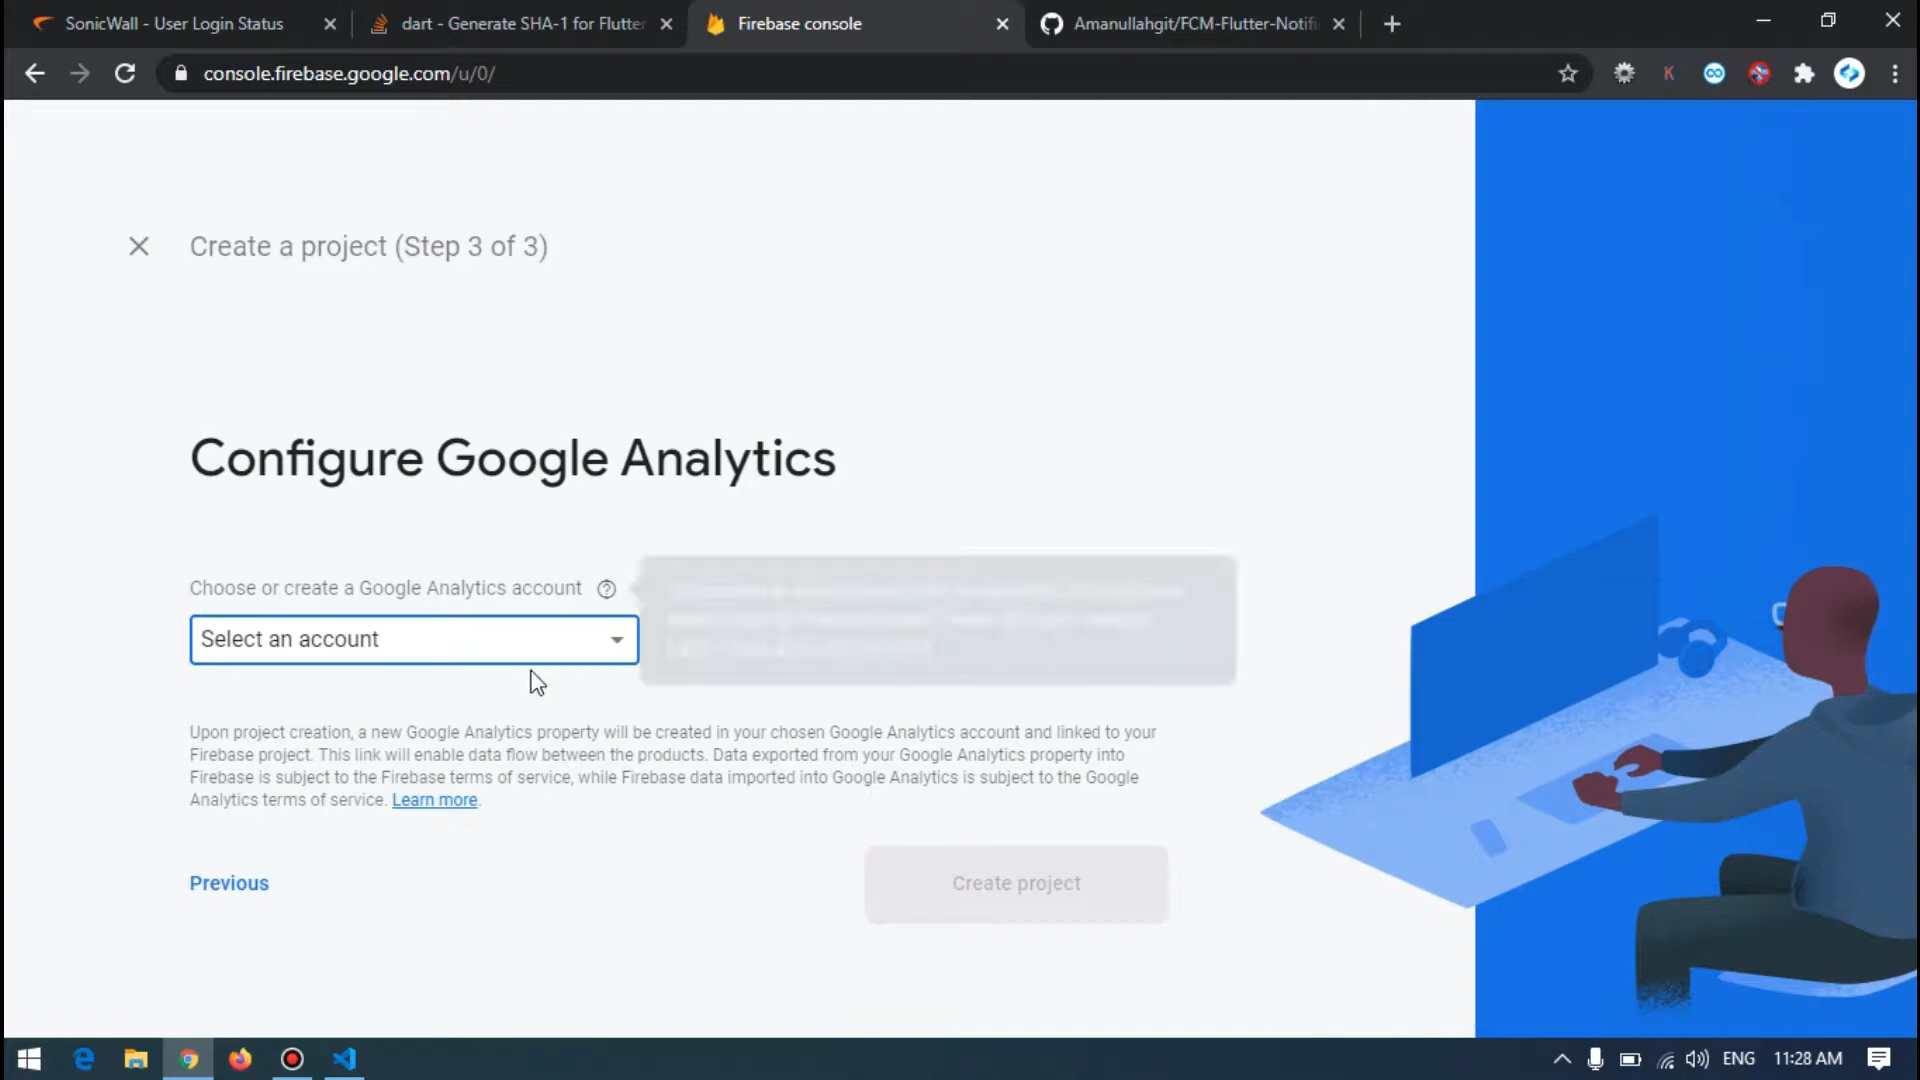 SonicWall - User Login Status
dart - Generate SHA-1 for Flutter
Firebase console
Amanullahgit/FCM-Flutter-Notifi
console.firebase.google.com/u/0/
K
Create a project (Step 3 of 3)
Configure Google Analytics
Choose or create a Google Analytics account
Select an account
Upon project creation, a new Google Analytics property will be created in your chosen Google Analytics account and linked to your
Firebase project. This link will enable data flow between the products. Data exported from your Google Analytics property into
Firebase is subject to the Firebase terms of service, while Firebase data imported into Google Analytics is subject to the Google
Analytics terms of service. Learn more.
Previous
Create project
ENG
11:28 AM